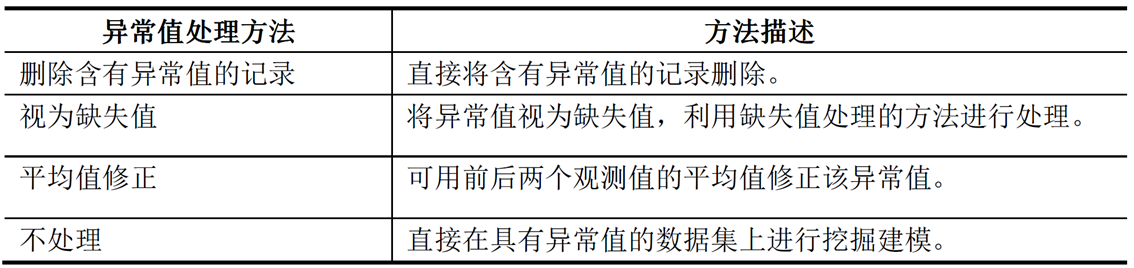 异常值处理方法 方法描述
删除含有异常值的记录 直接将含有异常值的记录删除。
视为缺失值 将异常值视为缺失值，利用缺失值处理的方法进行处理。
平均值修正 可用前后两个观测值的平均值修正该异常值。
不处理 直接在具有异常值的数据集上进行挖掘建模。